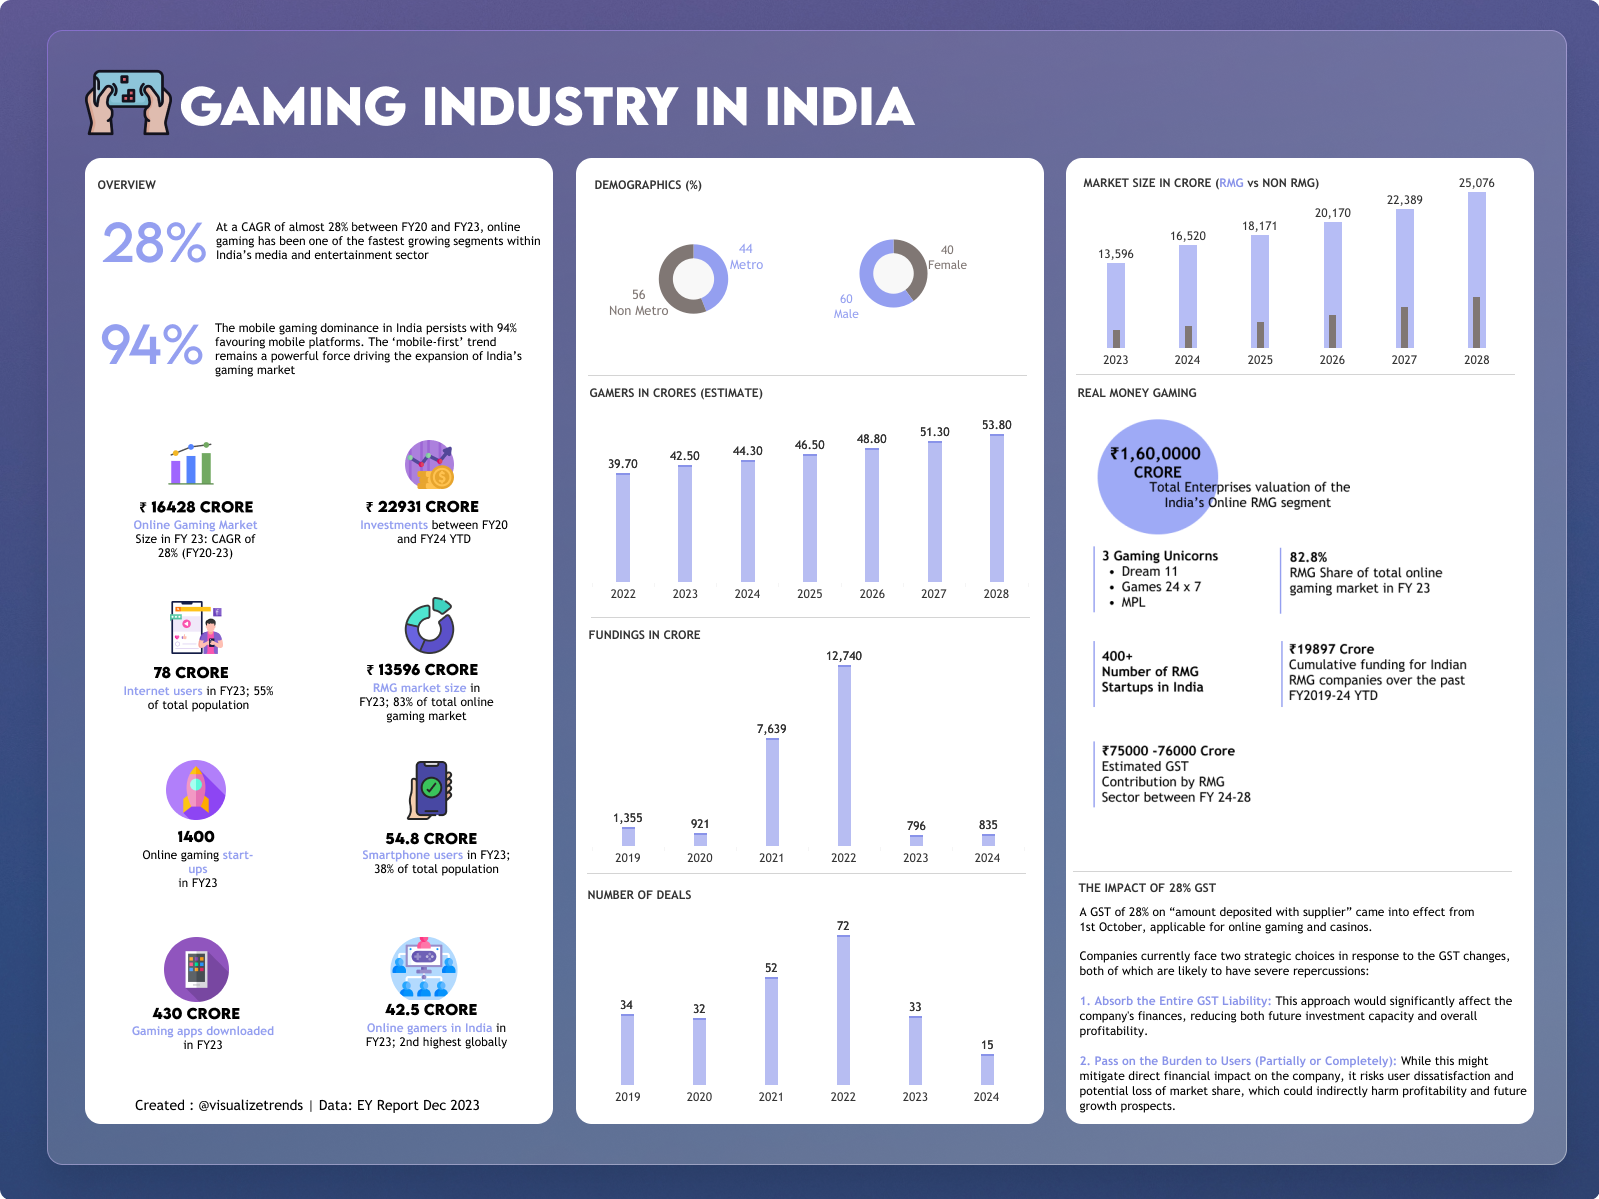 GAMING INDUSTRY IN INDIA
OVERVIEW
28%
At a CAGR of almost 28% between FY20 and FY23, online
gaming has been one of the fastest growing segments within
India’s media and entertainment sector
94%
The mobile gaming dominance in India persists with 94%
favouring mobile platforms. The ‘mobile-first’ trend
remains a powerful force driving the expansion of India’s
gaming market
₹ 16428 CRORE
Online Gaming Market
Size in FY 23: CAGR of
28% (FY20-23)
₹ 22931 CRORE
Investments between FY20
and FY24 YTD
78 CRORE
Internet users in FY23; 55%
of total population
₹ 13596 CRORE
RMG market size in
FY23; 83% of total online
gaming market
1400
Online gaming start-
ups
in FY23
54.8 CRORE
Smartphone users in FY23;
38% of total population
430 CRORE
Gaming apps downloaded
in FY23
42.5 CRORE
Online gamers in India in
FY23; 2nd highest globally
Created : @visualizetrends | Data: EY Report Dec 2023
DEMOGRAPHICS (%)
44
Metro
56
Non Metro
40
Female
60
Male
GAMERS IN CRORES (ESTIMATE)
39.70 42.50 44.30 46.50 48.80 51.30 53.80
2022 2023 2024 2025 2026 2027 2028
FUNDINGS IN CRORE
1,355 921 7,639 12,740 796 835
2019 2020 2021 2022 2023 2024
NUMBER OF DEALS
34 32 52 72 33 15
2019 2020 2021 2022 2023 2024
MARKET SIZE IN CRORE (RMG vs NON RMG)
13,596 16,520 18,171 20,170 22,389 25,076
2023 2024 2025 2026 2027 2028
REAL MONEY GAMING
₹1,60,0000
CRORE
Total Enterprises valuation of the
India’s Online RMG segment
3 Gaming Unicorns
• Dream 11
• Games 24 x 7
• MPL
82.8%
RMG Share of total online
gaming market in FY 23
400+
Number of RMG
Startups in India
₹19897 Crore
Cumulative funding for Indian
RMG companies over the past
FY2019-24 YTD
₹75000 -76000 Crore
Estimated GST
Contribution by RMG
Sector between FY 24-28
THE IMPACT OF 28% GST
A GST of 28% on “amount deposited with supplier” came into effect from
1st October, applicable for online gaming and casinos.
Companies currently face two strategic choices in response to the GST changes,
both of which are likely to have severe repercussions:
1. Absorb the Entire GST Liability: This approach would significantly affect the
company's finances, reducing both future investment capacity and overall
profitability.
2. Pass on the Burden to Users (Partially or Completely): While this might
mitigate direct financial impact on the company, it risks user dissatisfaction and
potential loss of market share, which could indirectly harm profitability and future
growth prospects.